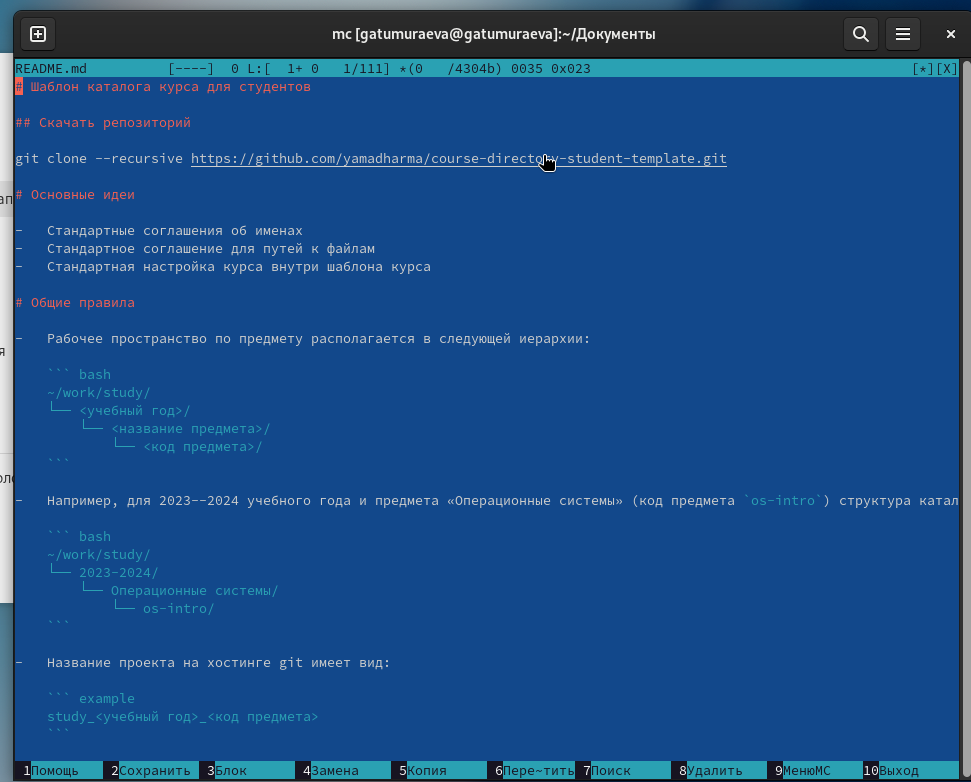 mc [gatumuraeva@gatumuraeva]:~/Документы
README.md [----] 0 L:[ 1+ 0 1/111] *(0 /4304b) 0035 0x023 [*][X]
# Шаблон каталога курса для студентов
## Скачать репозиторий
git clone --recursive https://github.com/yamadharma/course-directory-student-template.git
# Основные идеи
- Стандартные соглашения об именах
- Стандартное соглашение для путей к файлам
- Стандартная настройка курса внутри шаблона курса
# Общие правила
- Рабочее пространство по предмету располагается в следующей иерархии:
``` bash
~/work/study/
└── <учебный год>/
└── <название предмета>/
└── <код предмета>/
```
- Например, для 2023--2024 учебного года и предмета «Операционные системы» (код предмета `os-intro`) структура катал
``` bash
~/work/study/
└── 2023-2024/
└── Операционные системы/
└── os-intro/
```
- Название проекта на хостинге git имеет вид:
``` example
study_<учебный год>_<код предмета>
```
1Помощь 2Сохранить 3Блок 4Замена 5Копия 6Пере~тить 7Поиск 8Удалить 9МенюMC 10Выход